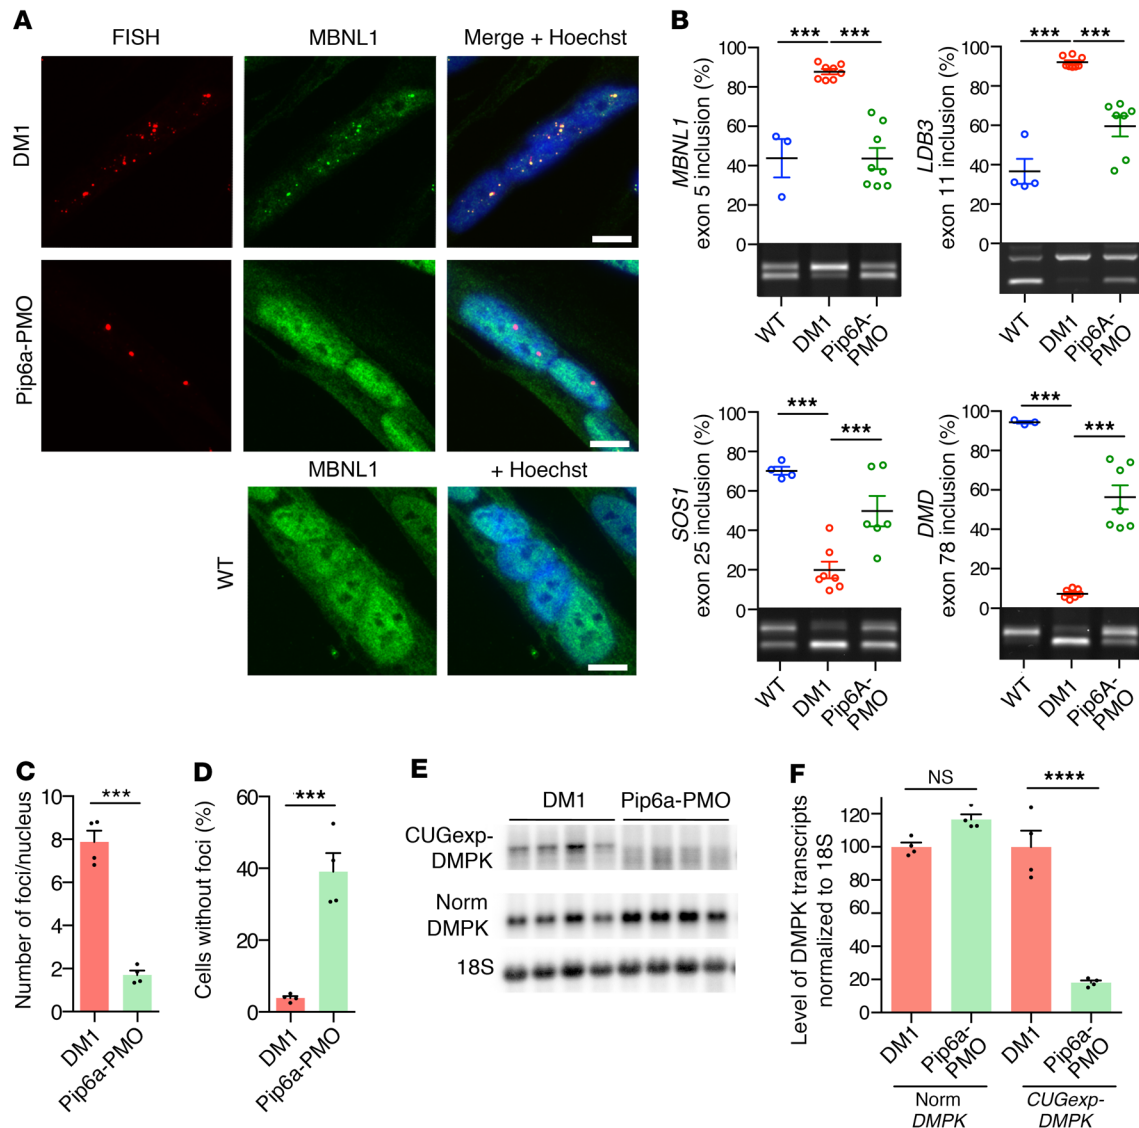 A
FISH
MBNL1
Merge + Hoechst
DM1
Pip6a-PMO
MBNL1
+ Hoechst
WT
B
***
***
MBNL1
exon 5 inclusion (%)
100
80
60
40
20
0
WT
DM1
Pip6A-
PMO
***
***
LDB3
exon 11 inclusion (%)
100
80
60
40
20
0
WT
DM1
Pip6A-
PMO
***
***
SOS1
exon 25 inclusion (%)
100
80
60
40
20
0
WT
DM1
Pip6A-
PMO
***
***
DMD
exon 78 inclusion (%)
100
80
60
40
20
0
WT
DM1
Pip6A-
PMO
C
***
Number of foci/nucleus
10
8
6
4
2
0
DM1
Pip6a-PMO
D
***
Cells without foci (%)
60
40
20
0
DM1
Pip6a-PMO
E
DM1
Pip6a-PMO
CUGexp-
DMPK
Norm
DMPK
18S
F
NS
****
Level of DMPK transcripts
normalized to 18S
120
100
80
60
40
20
0
DM1
Pip6a-
PMO
DM1
Pip6a-
PMO
Norm
DMPK
CUGexp-
DMPK